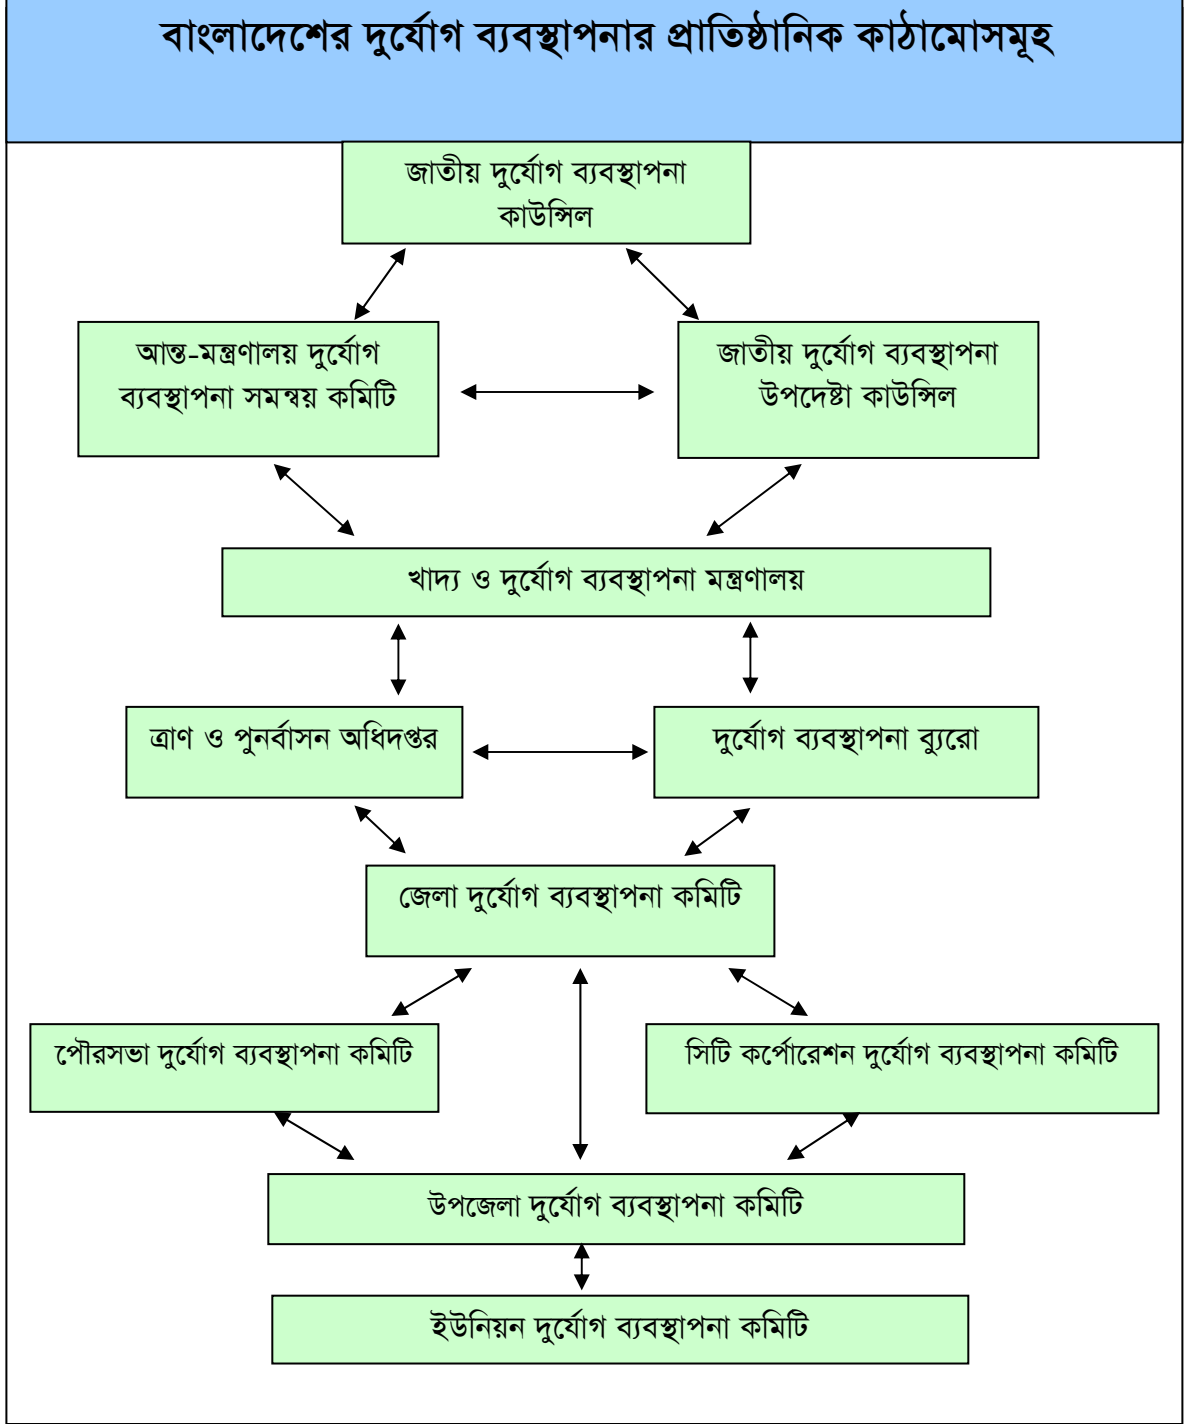 বাংলাদেশের দুর্যোগ ব্যবস্থাপনার প্রাতিষ্ঠানিক কাঠামোসমূহ
জাতীয় দুর্যোগ ব্যবস্থাপনা
কাউন্সিল
আন্ত-মন্ত্রণালয় দুর্যোগ
ব্যবস্থাপনা সমন্বয় কমিটি
জাতীয় দুর্যোগ ব্যবস্থাপনা
উপদেষ্টা কাউন্সিল
খাদ্য ও দুর্যোগ ব্যবস্থাপনা মন্ত্রণালয়
ত্রাণ ও পুনর্বাসন অধিদপ্তর
দুর্যোগ ব্যবস্থাপনা ব্যুরো
জেলা দুর্যোগ ব্যবস্থাপনা কমিটি
পৌরসভা দুর্যোগ ব্যবস্থাপনা কমিটি
সিটি কর্পোরেশন দুর্যোগ ব্যবস্থাপনা কমিটি
উপজেলা দুর্যোগ ব্যবস্থাপনা কমিটি
ইউনিয়ন দুর্যোগ ব্যবস্থাপনা কমিটি